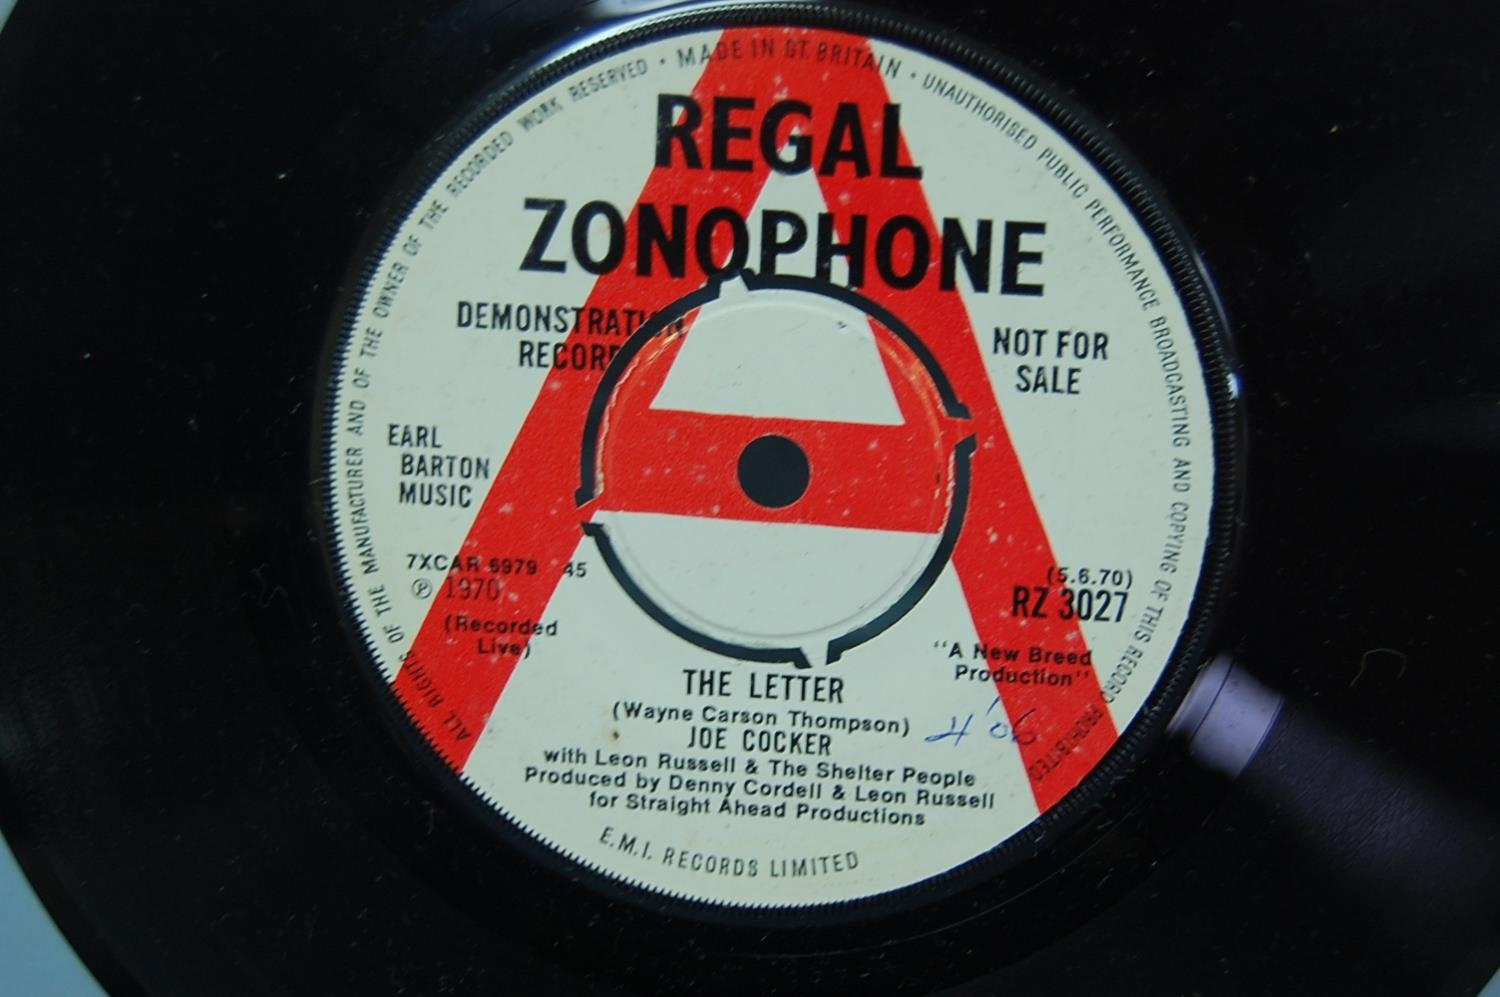 ALL RIGHTS OF THE MANUFACTURER AND OF THE OWNER OF THE RECORDED WORK RESERVED • MADE IN GT. BRITAIN • UNAUTHORISED PUBLIC PERFORMANCE BROADCASTING AND COPYING OF THIS RECORD PROHIBITED
REGAL
ZONOPHONE
DEMONSTRATION
RECORD
NOT FOR
SALE
EARL
BARTON
MUSIC
7XCAR 6979 45
℗ 1970
(Recorded
Live)
(5.6.70)
RZ 3027
"A New Breed
Production"
THE LETTER
(Wayne Carson Thompson)
4'06
JOE COCKER
with Leon Russell & The Shelter People
Produced by Denny Cordell & Leon Russell
for Straight Ahead Productions
E.M.I. RECORDS LIMITED